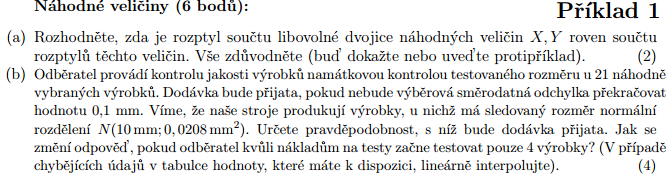 Náhodné veličiny (6 bodů):
Příklad 1
(a) Rozhodněte, zda je rozptyl součtu libovolné dvojice náhodných veličin X, Y roven součtu
rozptylů těchto veličin. Vše zdůvodněte (buď dokažte nebo uveďte protipříklad). (2)
(b) Odběratel provádí kontrolu jakosti výrobků namátkovou kontrolou testovaného rozměru u 21 náhodně
vybraných výrobků. Dodávka bude přijata, pokud nebude výběrová směrodatná odchylka překračovat
hodnotu 0,1 mm. Víme, že naše stroje produkují výrobky, u nichž má sledovaný rozměr normální
rozdělení N(10 mm; 0, 0208 mm²). Určete pravděpodobnost, s níž bude dodávka přijata. Jak se
změní odpověď, pokud odběratel kvůli nákladům na testy začne testovat pouze 4 výrobky? (V případě
chybějících údajů v tabulce hodnoty, které máte k dispozici, lineárně interpolujte). (4)